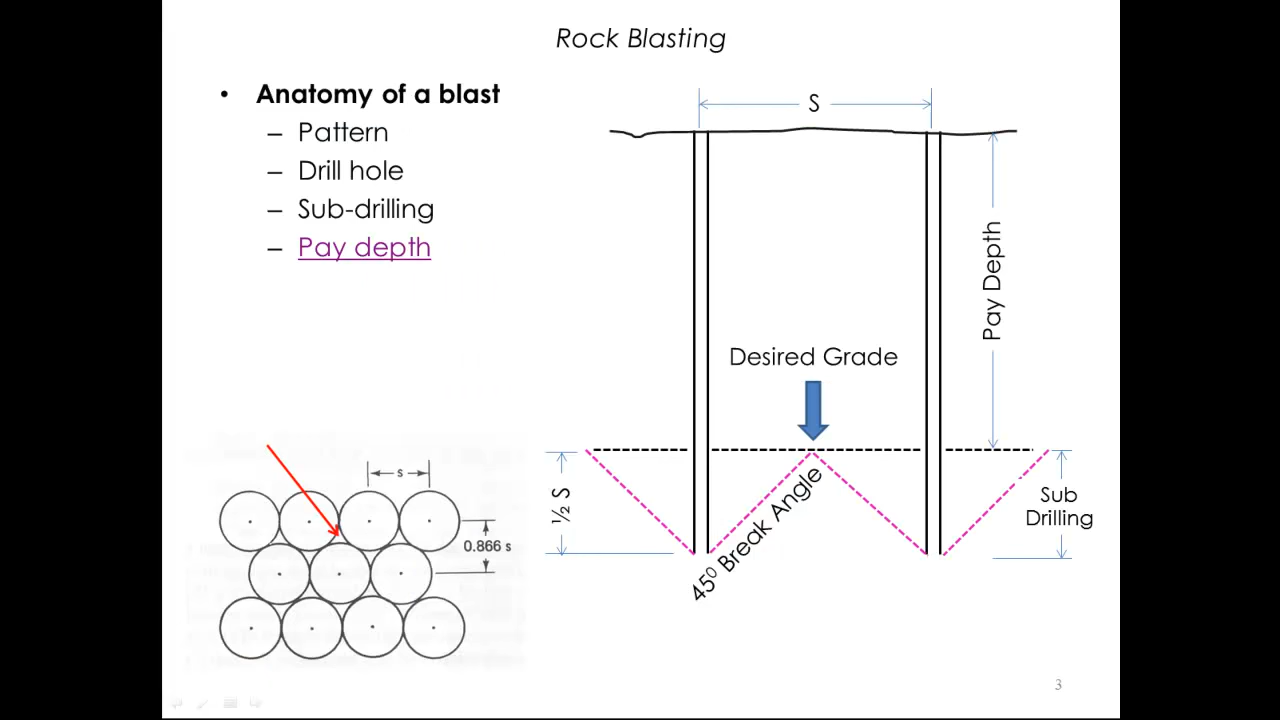 Rock Blasting
• Anatomy of a blast
– Pattern
– Drill hole
– Sub-drilling
– Pay depth
S
Pay Depth
Desired Grade
½ S
45⁰ Break Angle
Sub
Drilling
s
0.866 s
3